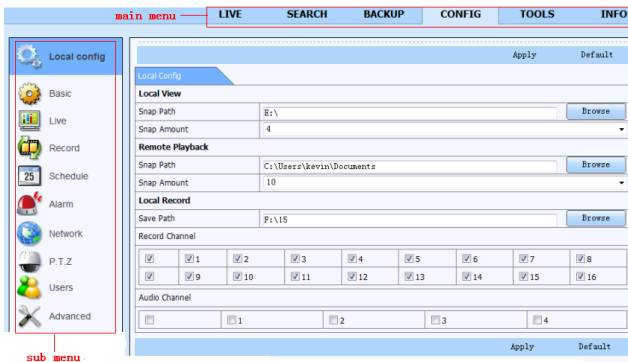 main menu LIVE SEARCH BACKUP CONFIG TOOLS INFO
Local config
Basic
Live
Record
25 Schedule
Alarm
Network
P.T.Z
Users
Advanced
sub menu
Apply Default
Local Config
Local View
Snap Path E:\ Browse
Snap Amount 4
Remote Playback
Snap Path C:\Users\kevin\Documents Browse
Snap Amount 10
Local Record
Save Path F:\15 Browse
Record Channel
1 2 3 4 5 6 7 8
9 10 11 12 13 14 15 16
Audio Channel
1 2 3 4
Apply Default